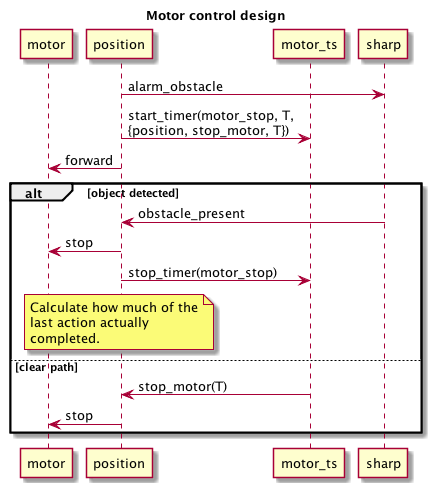 Motor control design
motor position motor_ts sharp
alarm_obstacle
start_timer(motor_stop, T,
{position, stop_motor, T})
forward
alt [object detected]
obstacle_present
stop
stop_timer(motor_stop)
Calculate how much of the
last action actually
completed.
[clear path]
stop_motor(T)
stop
motor position motor_ts sharp